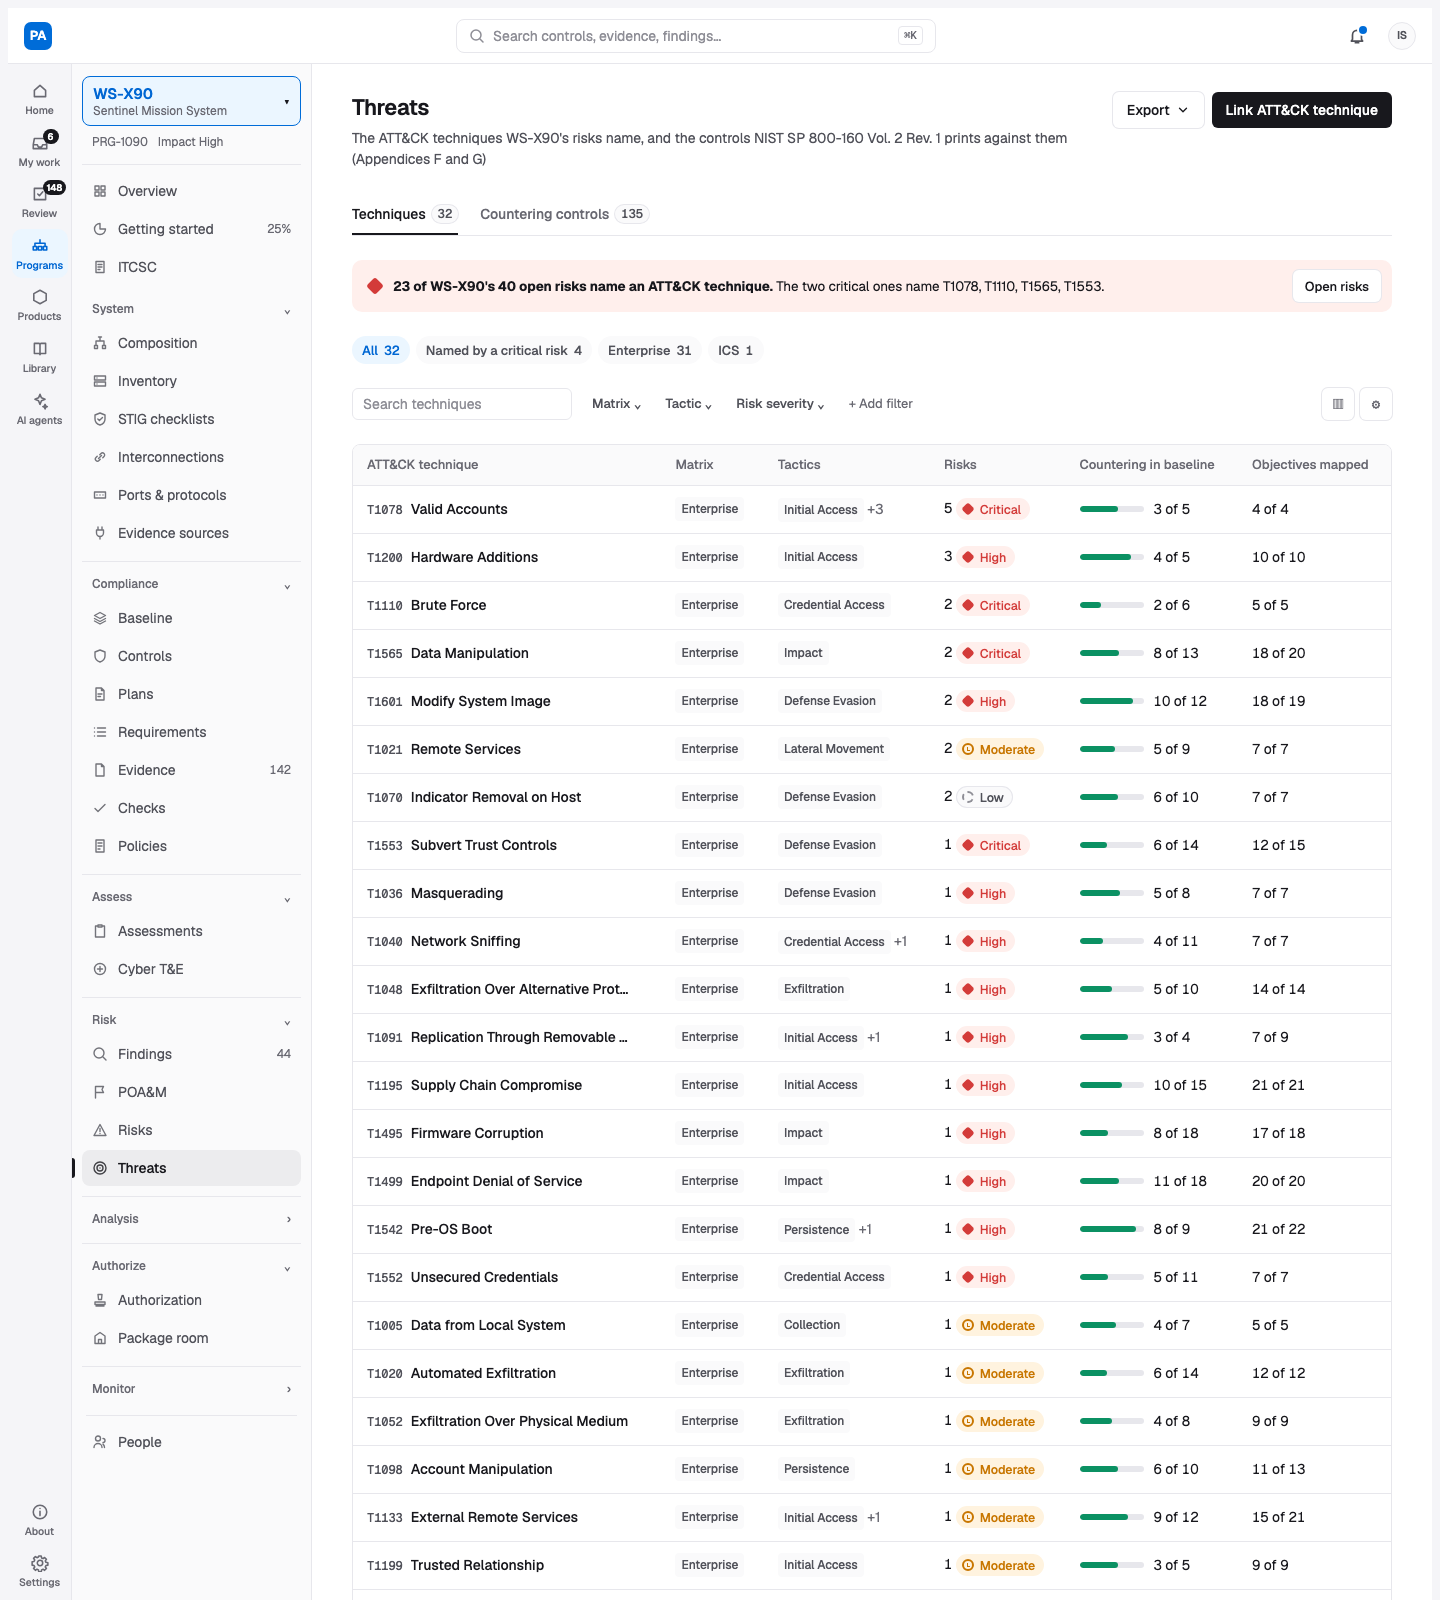 PA
Search controls, evidence, findings...
⌘K
IS
Home
6
My work
148
Review
Programs
Products
Library
AI agents
About
Settings
WS-X90
Sentinel Mission System
PRG-1090 Impact High
Overview
Getting started 25%
ITCSC
System
Composition
Inventory
STIG checklists
Interconnections
Ports & protocols
Evidence sources
Compliance
Baseline
Controls
Plans
Requirements
Evidence 142
Checks
Policies
Assess
Assessments
Cyber T&E
Risk
Findings 44
POA&M
Risks
Threats
Analysis
Authorize
Authorization
Package room
Monitor
People
Threats
The ATT&CK techniques WS-X90's risks name, and the controls NIST SP 800-160 Vol. 2 Rev. 1 prints against them
(Appendices F and G)
Export
Link ATT&CK technique
Techniques 32 Countering controls 135
23 of WS-X90's 40 open risks name an ATT&CK technique. The two critical ones name T1078, T1110, T1565, T1553.
Open risks
All 32 Named by a critical risk 4 Enterprise 31 ICS 1
Search techniques Matrix Tactic Risk severity + Add filter
ATT&CK technique Matrix Tactics Risks Countering in baseline Objectives mapped
T1078 Valid Accounts Enterprise Initial Access +3 5 Critical 3 of 5 4 of 4
T1200 Hardware Additions Enterprise Initial Access 3 High 4 of 5 10 of 10
T1110 Brute Force Enterprise Credential Access 2 Critical 2 of 6 5 of 5
T1565 Data Manipulation Enterprise Impact 2 Critical 8 of 13 18 of 20
T1601 Modify System Image Enterprise Defense Evasion 2 High 10 of 12 18 of 19
T1021 Remote Services Enterprise Lateral Movement 2 Moderate 5 of 9 7 of 7
T1070 Indicator Removal on Host Enterprise Defense Evasion 2 Low 6 of 10 7 of 7
T1553 Subvert Trust Controls Enterprise Defense Evasion 1 Critical 6 of 14 12 of 15
T1036 Masquerading Enterprise Defense Evasion 1 High 5 of 8 7 of 7
T1040 Network Sniffing Enterprise Credential Access +1 1 High 4 of 11 7 of 7
T1048 Exfiltration Over Alternative Prot... Enterprise Exfiltration 1 High 5 of 10 14 of 14
T1091 Replication Through Removable ... Enterprise Initial Access +1 1 High 3 of 4 7 of 9
T1195 Supply Chain Compromise Enterprise Initial Access 1 High 10 of 15 21 of 21
T1495 Firmware Corruption Enterprise Impact 1 High 8 of 18 17 of 18
T1499 Endpoint Denial of Service Enterprise Impact 1 High 11 of 18 20 of 20
T1542 Pre-OS Boot Enterprise Persistence +1 1 High 8 of 9 21 of 22
T1552 Unsecured Credentials Enterprise Credential Access 1 High 5 of 11 7 of 7
T1005 Data from Local System Enterprise Collection 1 Moderate 4 of 7 5 of 5
T1020 Automated Exfiltration Enterprise Exfiltration 1 Moderate 6 of 14 12 of 12
T1052 Exfiltration Over Physical Medium Enterprise Exfiltration 1 Moderate 4 of 8 9 of 9
T1098 Account Manipulation Enterprise Persistence 1 Moderate 6 of 10 11 of 13
T1133 External Remote Services Enterprise Initial Access +1 1 Moderate 9 of 12 15 of 21
T1199 Trusted Relationship Enterprise Initial Access 1 Moderate 3 of 5 9 of 9